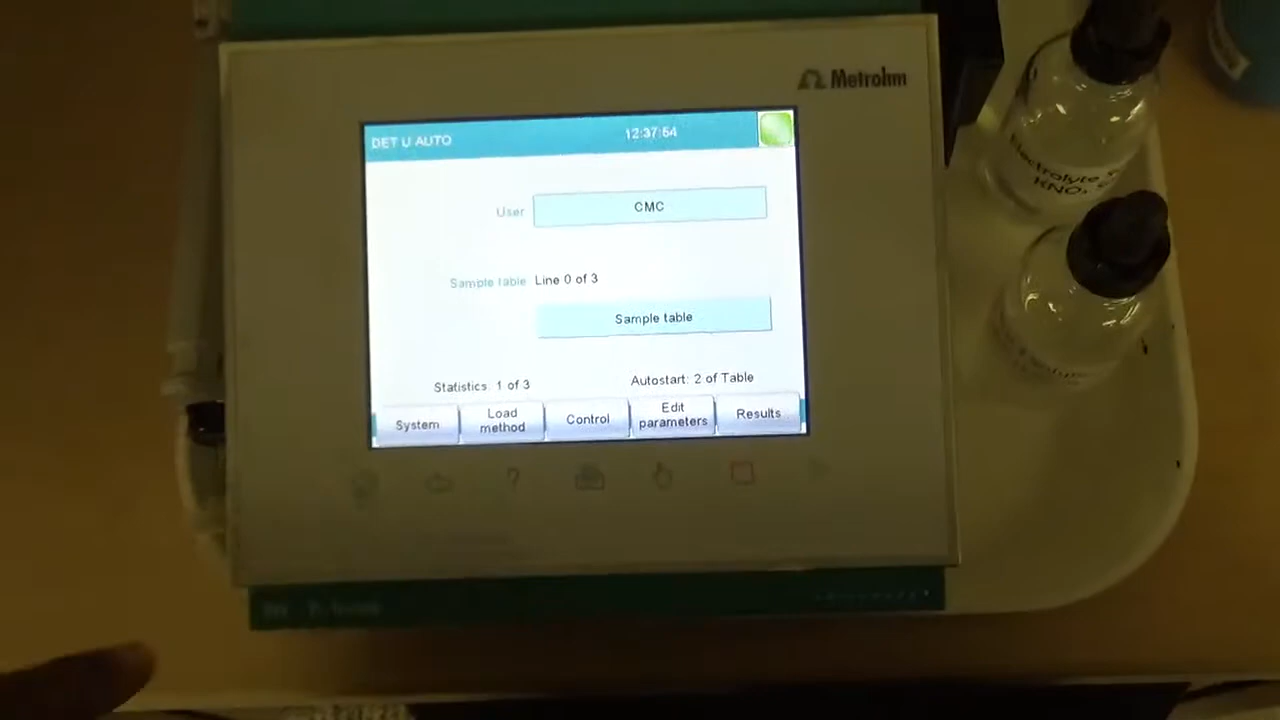 Metrohm
DET U AUTO
12:37:54
User
CMC
Sample table
Line 0 of 3
Sample table
Statistics: 1 of 3
Autostart: 2 of Table
System
Load
method
Control
Edit
parameters
Results
?
Electrolyte
KNO₃